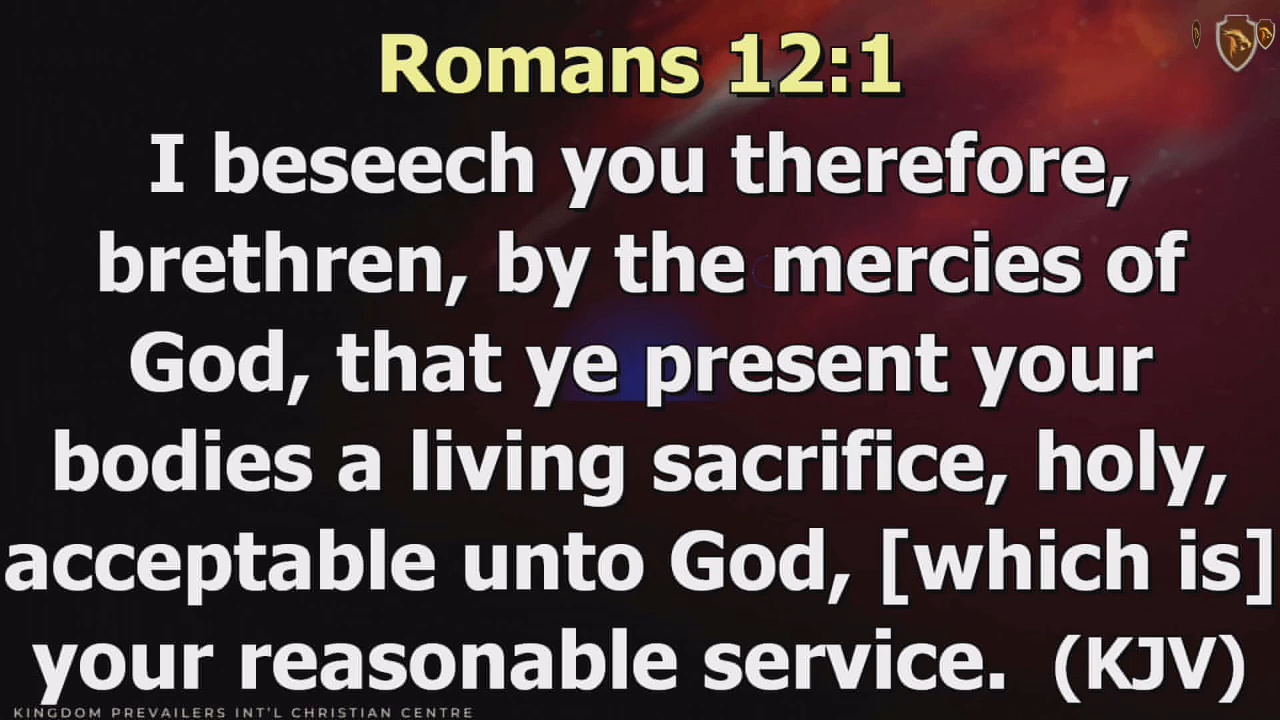 Romans 12:1
I beseech you therefore,
brethren, by the mercies of
God, that ye present your
bodies a living sacrifice, holy,
acceptable unto God, [which is]
your reasonable service.  (KJV)
KINGDOM PREVAILERS INT'L CHRISTIAN CENTRE